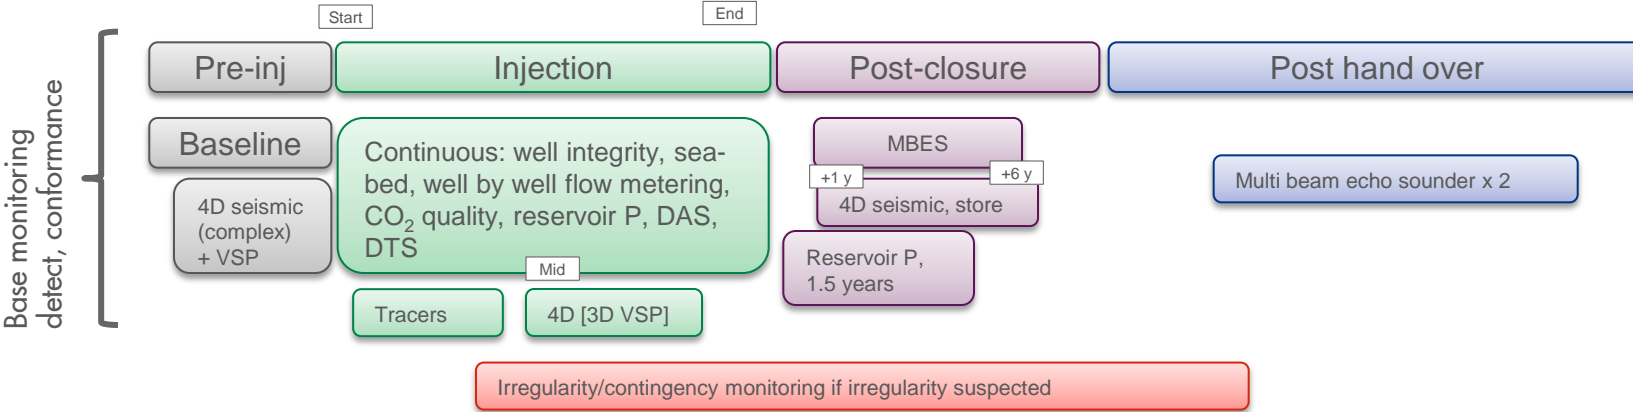 Start
End
Pre-inj
Injection
Post-closure
Post hand over
Base monitoring
detect, conformance
Baseline
4D seismic
(complex)
+ VSP
Continuous: well integrity, sea-
bed, well by well flow metering,
CO₂ quality, reservoir P, DAS,
DTS
Mid
Tracers
4D [3D VSP]
MBES
+1 y
+6 y
4D seismic, store
Reservoir P,
1.5 years
Multi beam echo sounder x 2
Irregularity/contingency monitoring if irregularity suspected